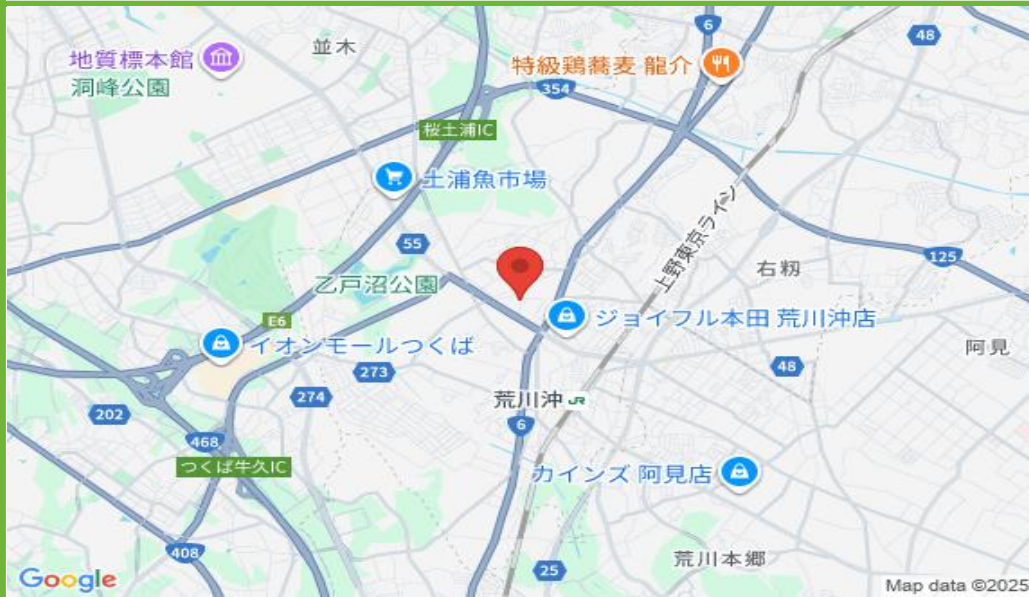 6
48
地質標本館
並木
特級鶏蕎麦 龍介
洞峰公園
354
桜土浦IC
土浦魚市場
上野東京ライン
55
125
乙戸沼公園
右籾
E6
ジョイフル本田 荒川沖店
イオンモールつくば
阿見
273
48
274
荒川沖 JR
202
6
468
つくば牛久IC
カインズ 阿見店
408
荒川本郷
25
Google
Map data ©2025